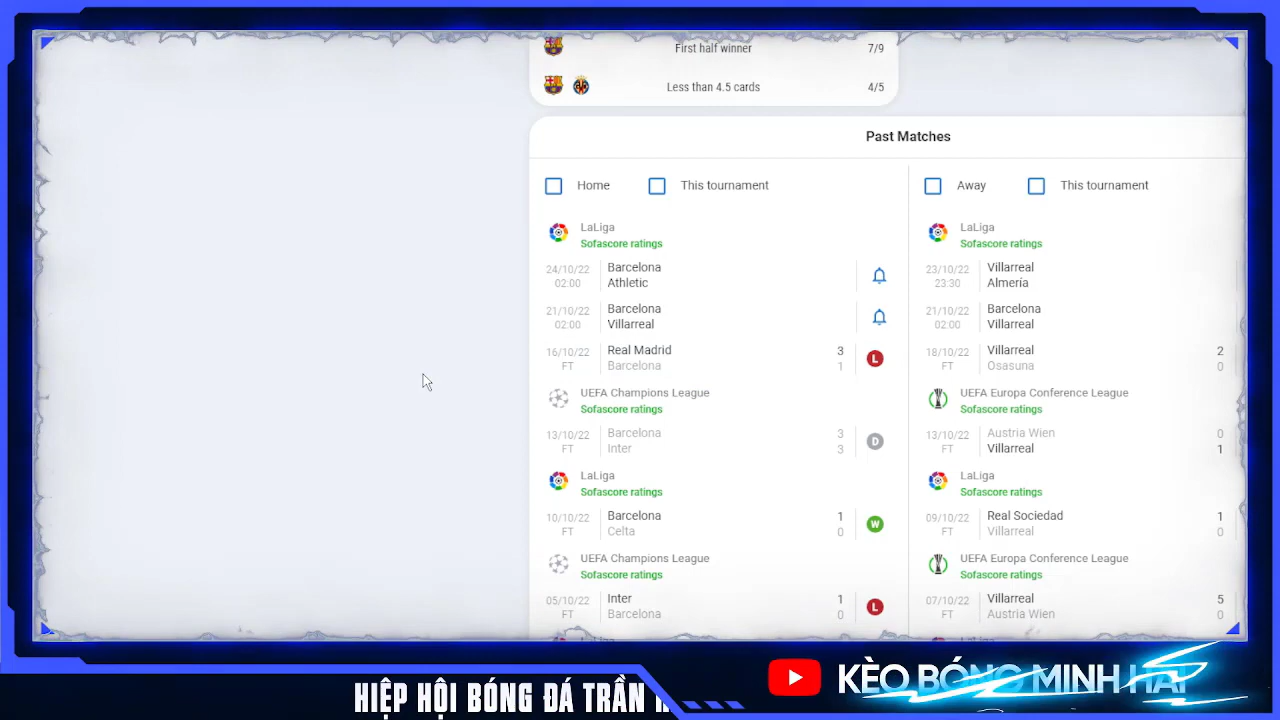 First half winner 7/9
Less than 4.5 cards 4/5
Past Matches
Home This tournament
LaLiga
Sofascore ratings
24/10/22 Barcelona
02:00 Athletic
21/10/22 Barcelona
02:00 Villarreal
16/10/22 Real Madrid 3
FT Barcelona 1
L
UEFA Champions League
Sofascore ratings
13/10/22 Barcelona 3
FT Inter 3
D
LaLiga
Sofascore ratings
10/10/22 Barcelona 1
FT Celta 0
W
UEFA Champions League
Sofascore ratings
05/10/22 Inter 1
FT Barcelona 0
L
Away This tournament
LaLiga
Sofascore ratings
23/10/22 Villarreal
23:30 Almería
21/10/22 Barcelona
02:00 Villarreal
18/10/22 Villarreal 2
FT Osasuna 0
UEFA Europa Conference League
Sofascore ratings
13/10/22 Austria Wien 0
FT Villarreal 1
LaLiga
Sofascore ratings
09/10/22 Real Sociedad 1
FT Villarreal 0
UEFA Europa Conference League
Sofascore ratings
07/10/22 Villarreal 5
FT Austria Wien 0
HIỆP HỘI BÓNG ĐÁ TRẦN
KÈO BÓNG MINH HẢI